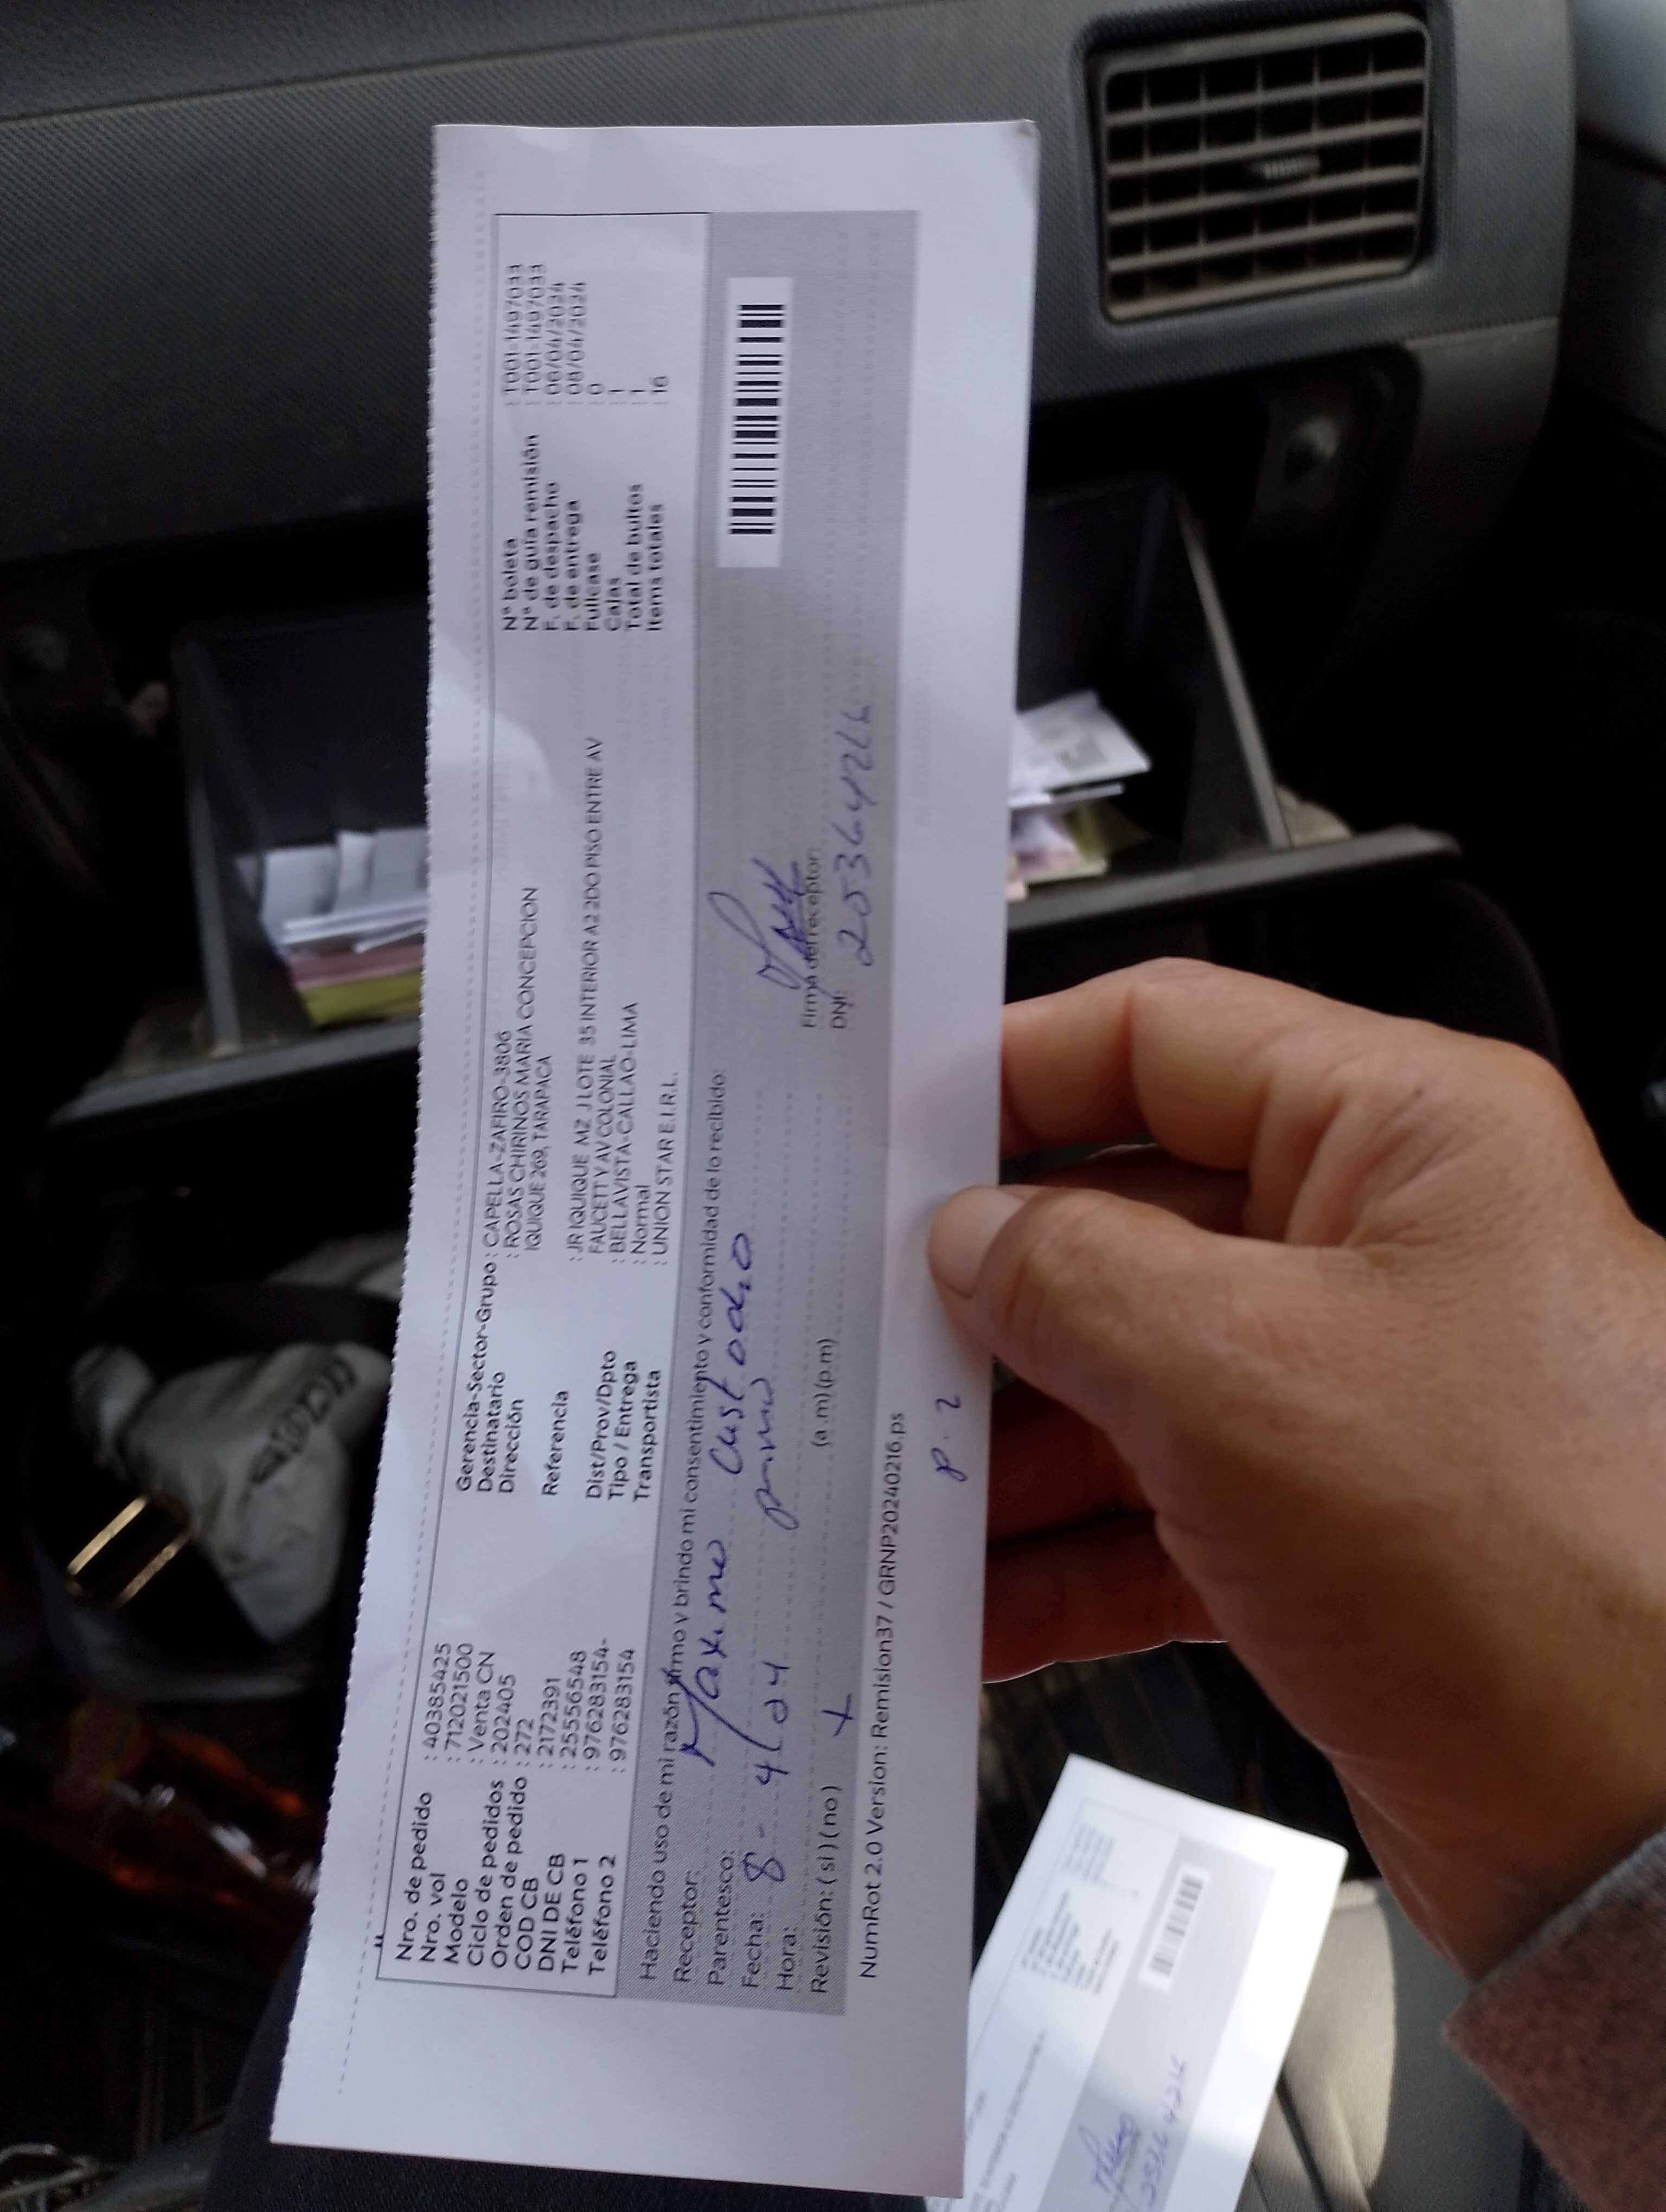 Nro. de pedido : 40385425
Nro. vol : 712021500
Modelo : Venta CN
Ciclo de pedidos : 202405
Orden de pedido : 272
COD CB : 2172391
DNI DE CB : 25556548
Teléfono 1 : 976283154-
Teléfono 2 : 976283154
Gerencia-Sector-Grupo : CAPELLA-ZAFIRO-3806
Destinatario : ROSAS CHIRINOS MARIA CONCEPCION
Dirección IQUIQUE 269, TARAPACA
Referencia : JR IQUIQUE MZ J LOTE 35 INTERIOR A2 2DO PISO ENTRE AV
FAUCETT Y AV COLONIAL
Dist/Prov/Dpto : BELLAVISTA-CALLAO-LIMA
Tipo / Entrega : Normal
Transportista : UNION STAR E.I.R.L.
N° boleta : T001-1497033
N° de guía remisión : T001-1497033
F. de despacho : 06/04/2024
F. de entrega : 08/04/2024
Fullcase : 0
Cajas : 1
Total de bultos : 1
Items totales : 16
Haciendo uso de mi razón firmo y brindo mi consentimiento y conformidad de lo recibido:
Receptor: Maximo Custodio
Parentesco: primo
Fecha: 8 - 4/24
Hora: (a.m)(p.m)
Revisión: ( si ) ( no )
Firma del receptor:
DNI:
NumRot 2.0 Version: Remision37 / GRNP20240216.ps
P. 2